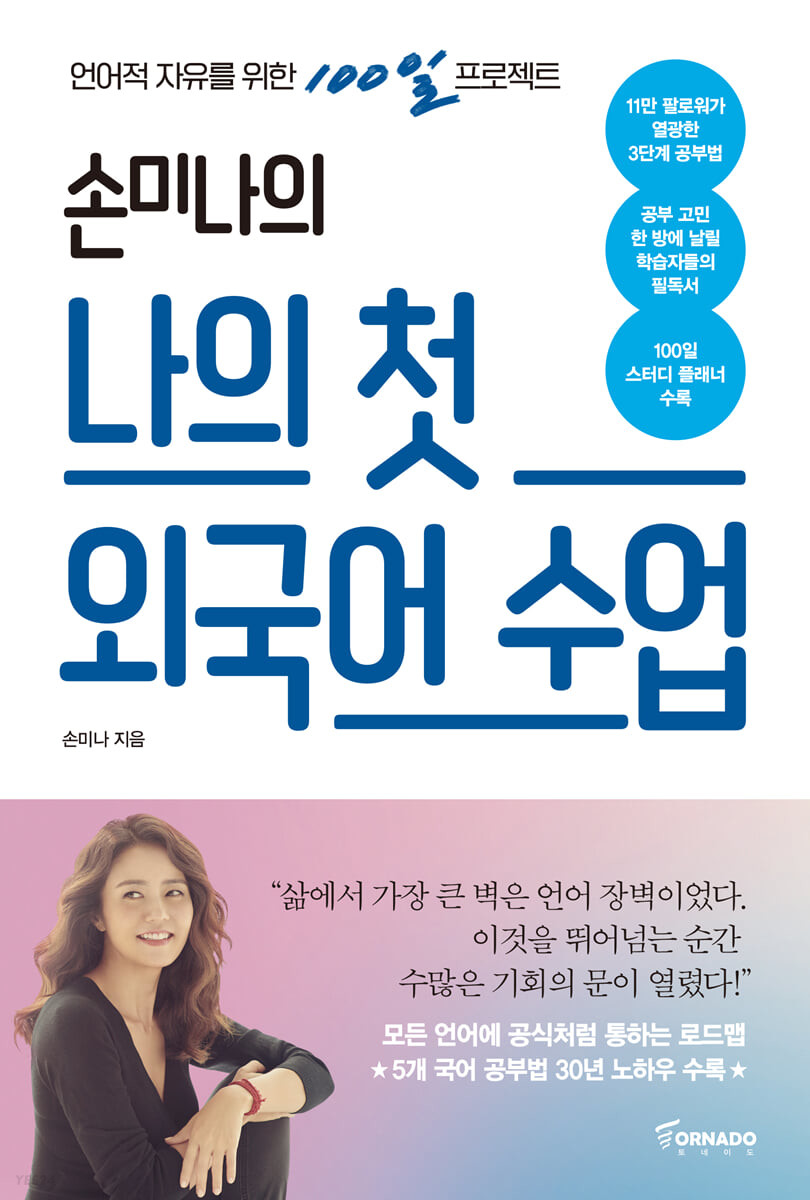 언어적 자유를 위한 100일 프로젝트
손미나의
나의 첫
외국어 수업
손미나 지음
11만 팔로워가
열광한
3단계 공부법
공부 고민
한 방에 날릴
학습자들의
필독서
100일
스터디 플래너
수록
“삶에서 가장 큰 벽은 언어 장벽이었다.
이것을 뛰어넘는 순간
수많은 기회의 문이 열렸다!”
모든 언어에 공식처럼 통하는 로드맵
★5개 국어 공부법 30년 노하우 수록★
TORNADO
토네이도
YES24